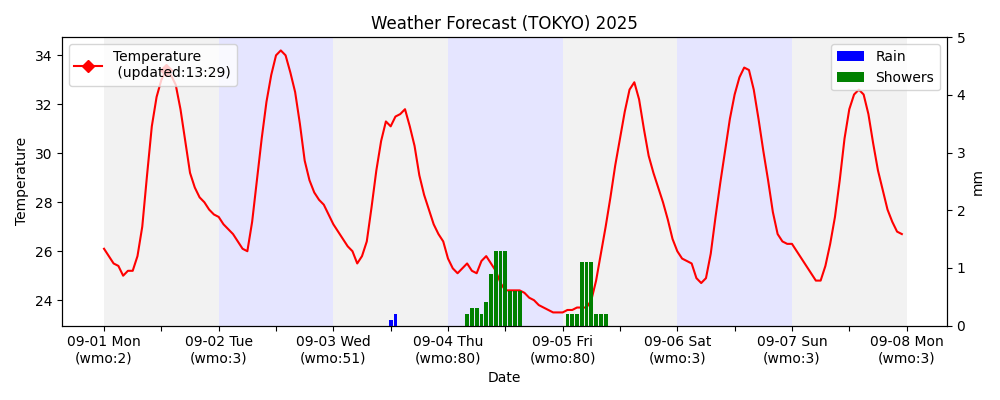 Weather Forecast (TOKYO) 2025
Temperature
(updated:13:29)
Rain
Showers
34
32
30
28
26
24
Temperature
5
4
3
2
1
0
mm
09-01 Mon
(wmo:2)
09-02 Tue
(wmo:3)
09-03 Wed
(wmo:51)
09-04 Thu
(wmo:80)
09-05 Fri
(wmo:80)
09-06 Sat
(wmo:3)
09-07 Sun
(wmo:3)
09-08 Mon
(wmo:3)
Date